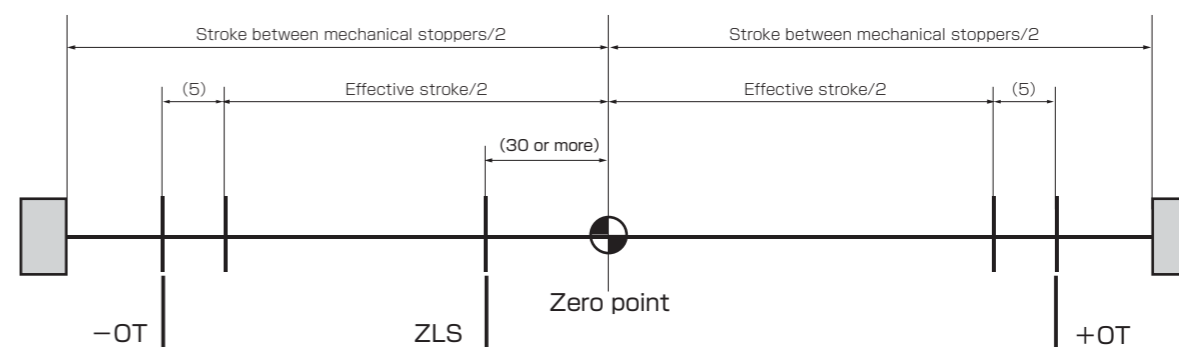 Stroke between mechanical stoppers/2
Stroke between mechanical stoppers/2
(5)
Effective stroke/2
Effective stroke/2
(5)
(30 or more)
Zero point
−OT
ZLS
+OT